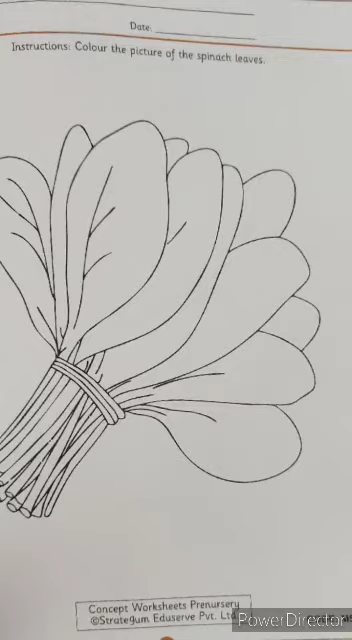 Date:
Instructions: Colour the picture of the spinach leaves.
Concept Worksheets Prenursery
©Strategum Eduserve Pvt. Ltd
PowerDirector